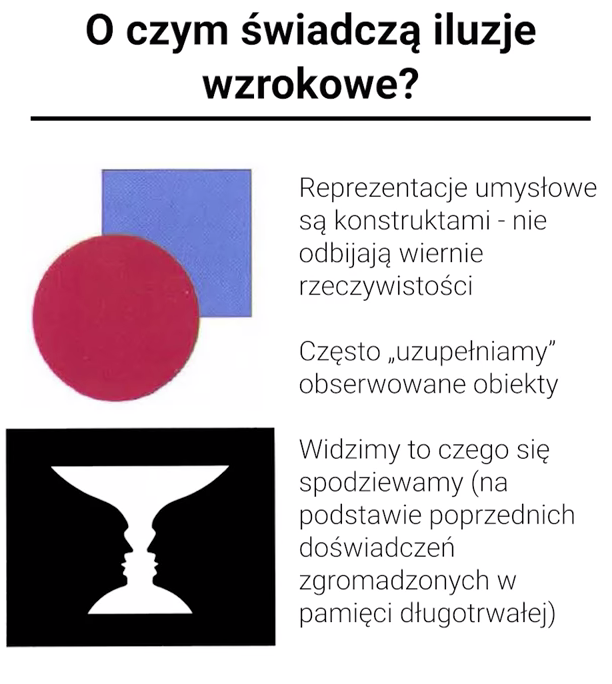 O czym świadczą iluzje
wzrokowe?
Reprezentacje umysłowe
są konstruktami - nie
odbijają wiernie
rzeczywistości
Często „uzupełniamy”
obserwowane obiekty
Widzimy to czego się
spodziewamy (na
podstawie poprzednich
doświadczeń
zgromadzonych w
pamięci długotrwałej)